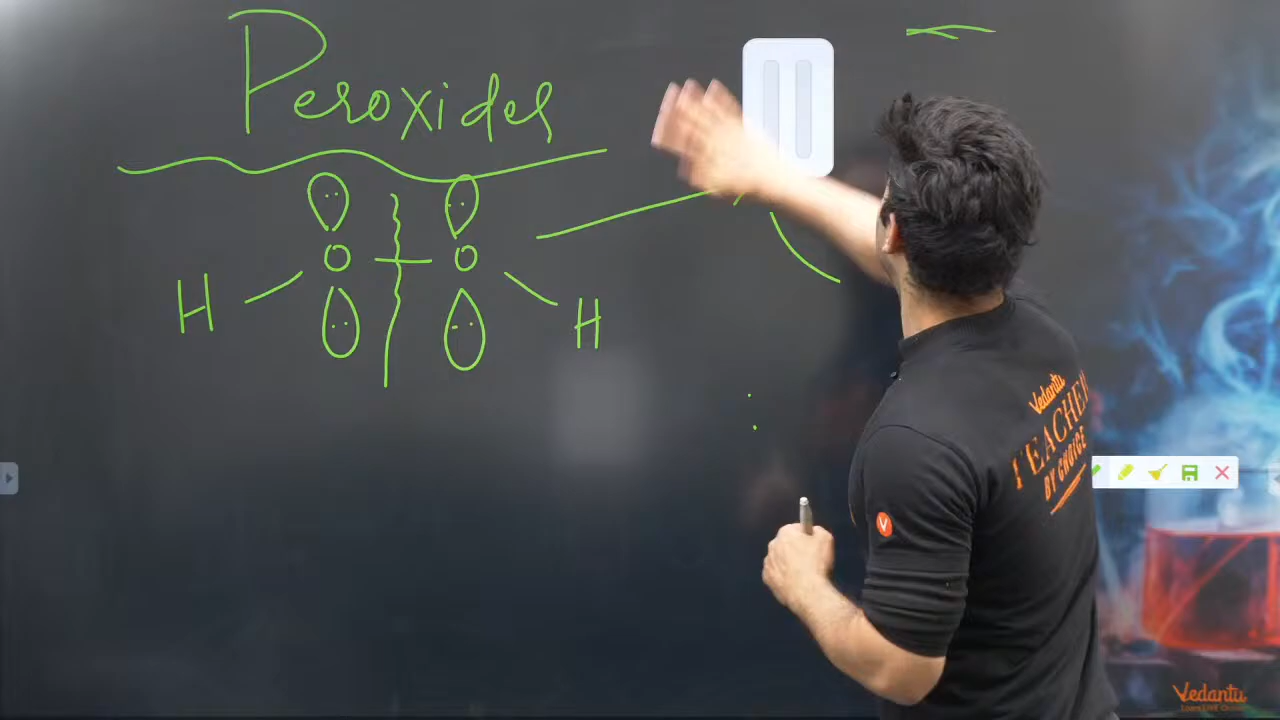 Peroxides
O O
H H
Vedantu
TEACHER
BY CHOICE
V
Vedantu